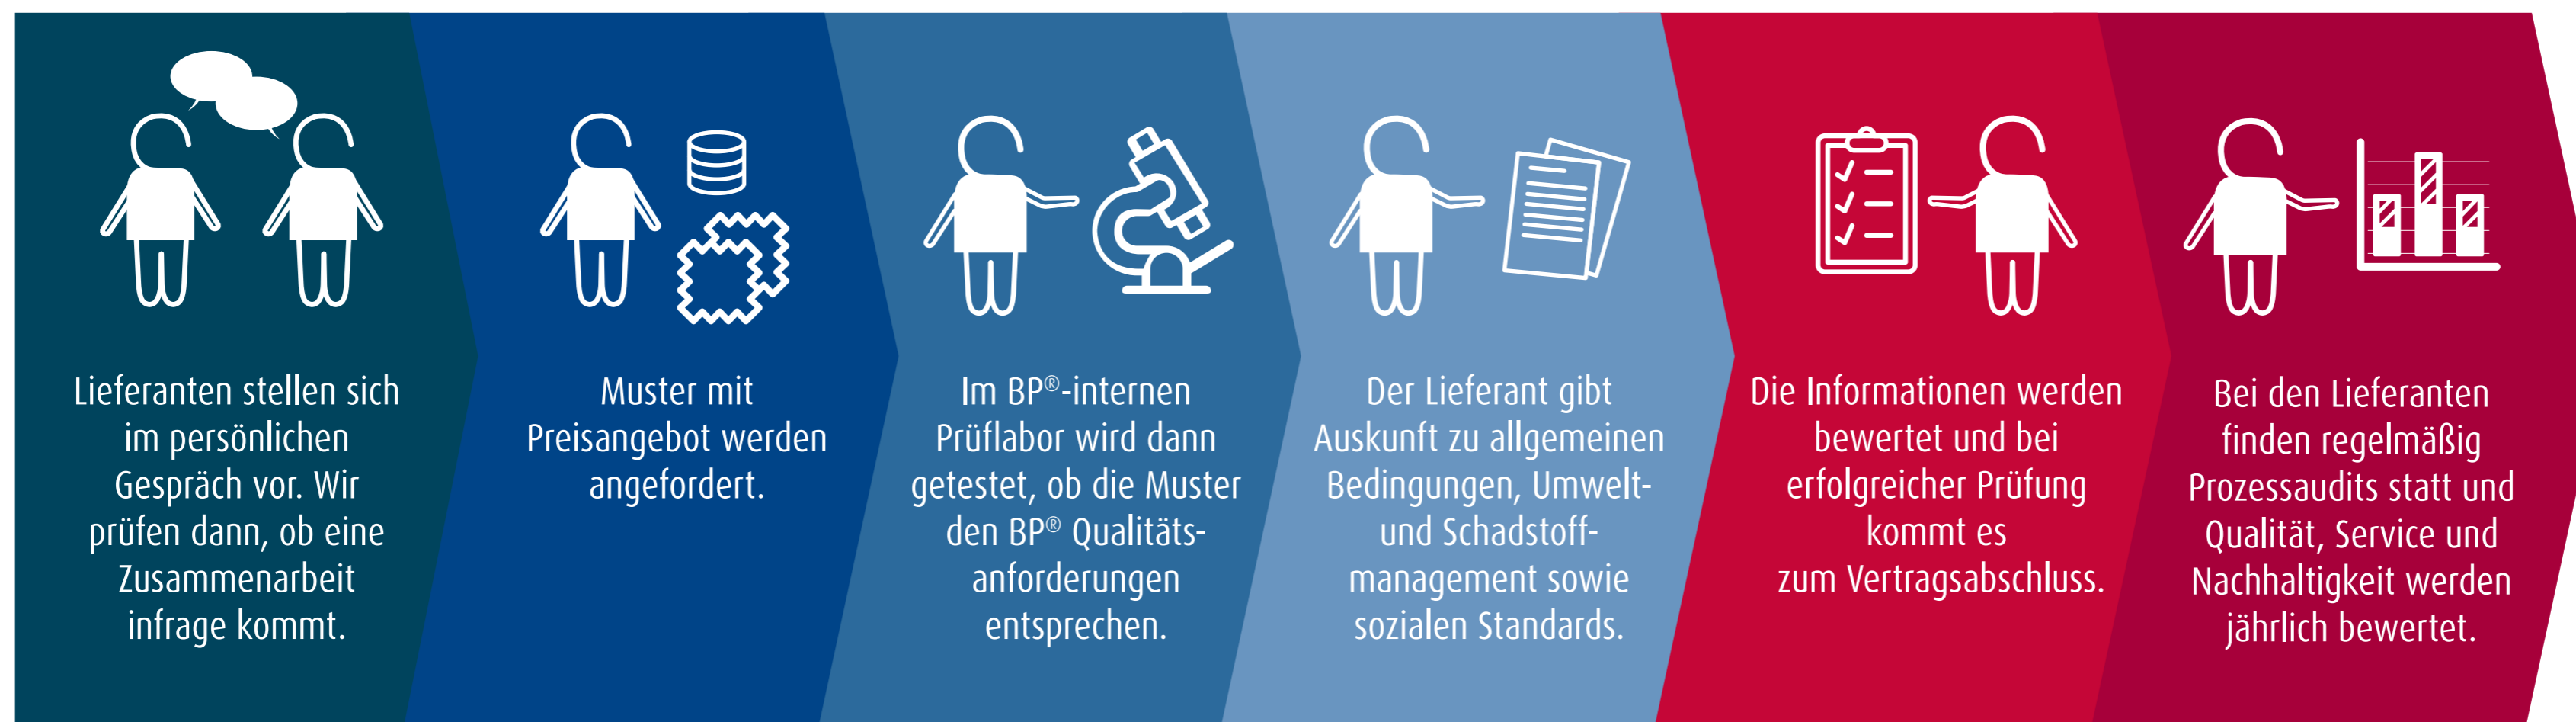 Lieferanten stellen sich
im persönlichen
Gespräch vor. Wir
prüfen dann, ob eine
Zusammenarbeit
infrage kommt.
Muster mit
Preisangebot werden
angefordert.
Im BP®-internen
Prüflabor wird dann
getestet, ob die Muster
den BP® Qualitäts-
anforderungen
entsprechen.
Der Lieferant gibt
Auskunft zu allgemeinen
Bedingungen, Umwelt-
und Schadstoff-
management sowie
sozialen Standards.
Die Informationen werden
bewertet und bei
erfolgreicher Prüfung
kommt es
zum Vertragsabschluss.
Bei den Lieferanten
finden regelmäßig
Prozessaudits statt und
Qualität, Service und
Nachhaltigkeit werden
jährlich bewertet.